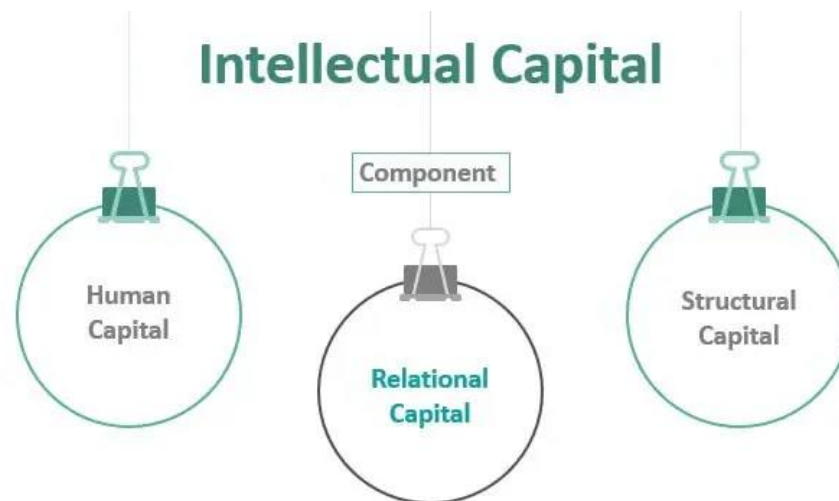 Intellectual Capital
Component
Human
Capital
Relational
Capital
Structural
Capital